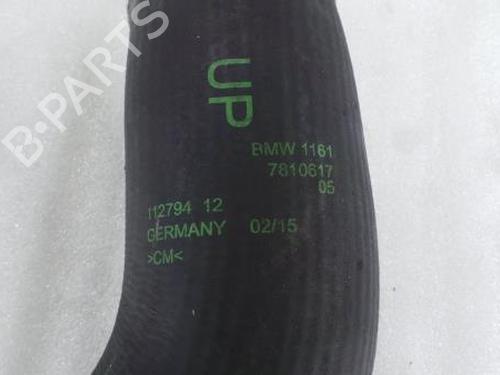 B-PARTS
UP
BMW 1161
7810617
05
112794 12
GERMANY 02/15
>CM<